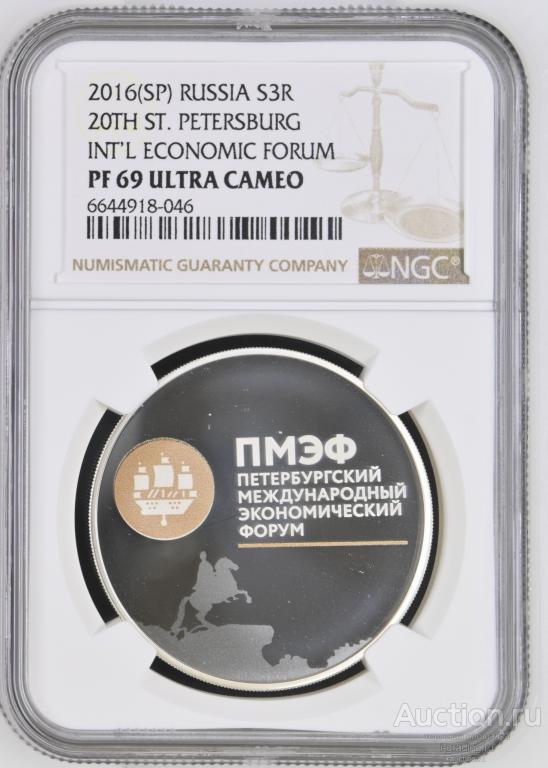 2016(SP) RUSSIA S3R
20TH ST. PETERSBURG
INT'L ECONOMIC FORUM
PF 69 ULTRA CAMEO
6644918-046
NUMISMATIC GUARANTY COMPANY
NGC®
ПМЭФ
ПЕТЕРБУРГСКИЙ
МЕЖДУНАРОДНЫЙ
ЭКОНОМИЧЕСКИЙ
ФОРУМ
Auction.ru